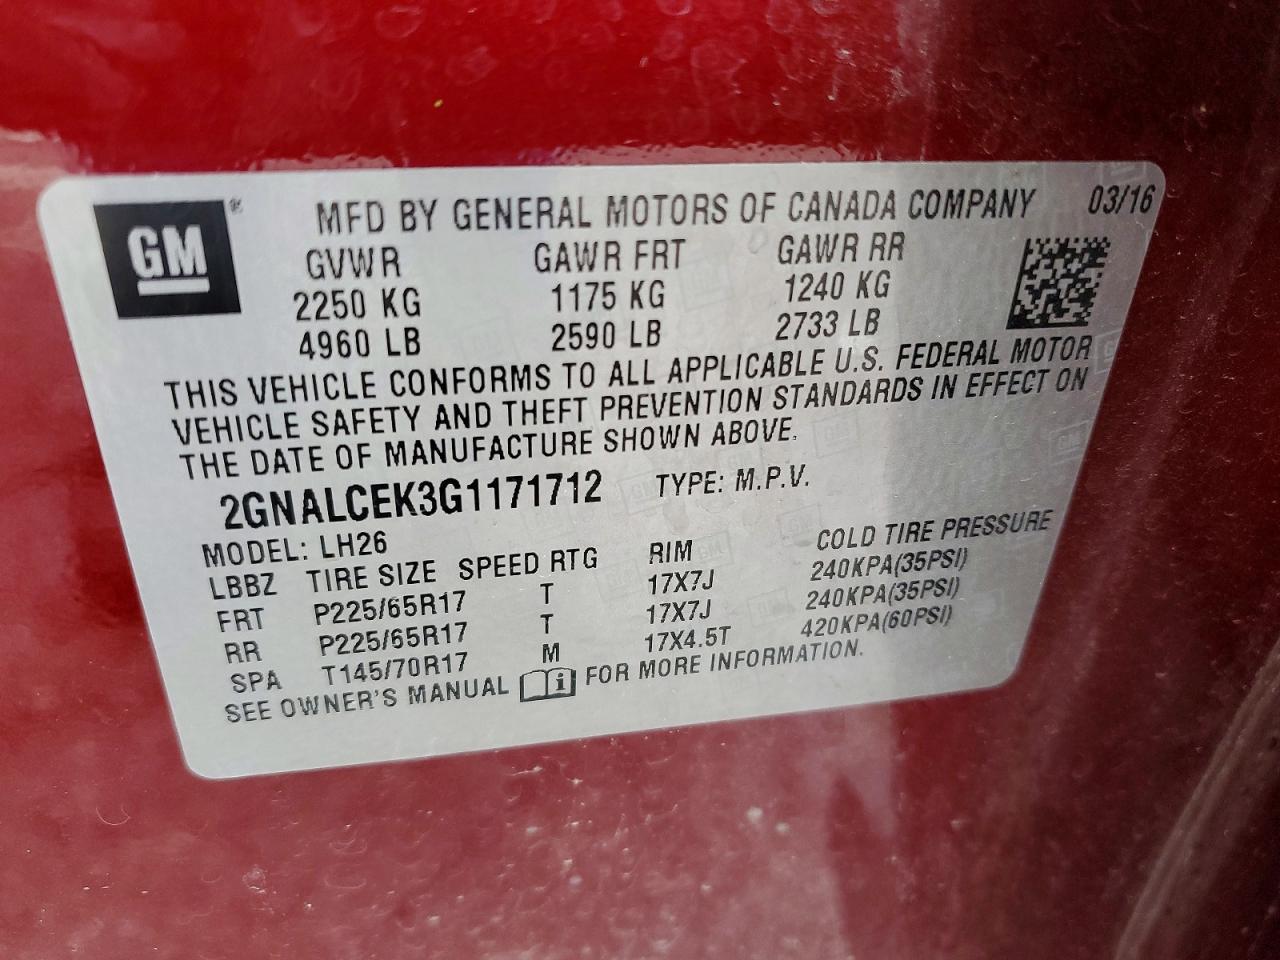 GM ® MFD BY GENERAL MOTORS OF CANADA COMPANY 03/16
GVWR GAWR FRT GAWR RR
2250 KG 1175 KG 1240 KG
4960 LB 2590 LB 2733 LB
THIS VEHICLE CONFORMS TO ALL APPLICABLE U.S. FEDERAL MOTOR
VEHICLE SAFETY AND THEFT PREVENTION STANDARDS IN EFFECT ON
THE DATE OF MANUFACTURE SHOWN ABOVE.
2GNALCEK3G1171712 TYPE: M.P.V.
MODEL: LH26
LBBZ TIRE SIZE SPEED RTG RIM COLD TIRE PRESSURE
FRT P225/65R17 T 17X7J 240KPA(35PSI)
RR P225/65R17 T 17X7J 240KPA(35PSI)
SPA T145/70R17 M 17X4.5T 420KPA(60PSI)
SEE OWNER'S MANUAL i FOR MORE INFORMATION.